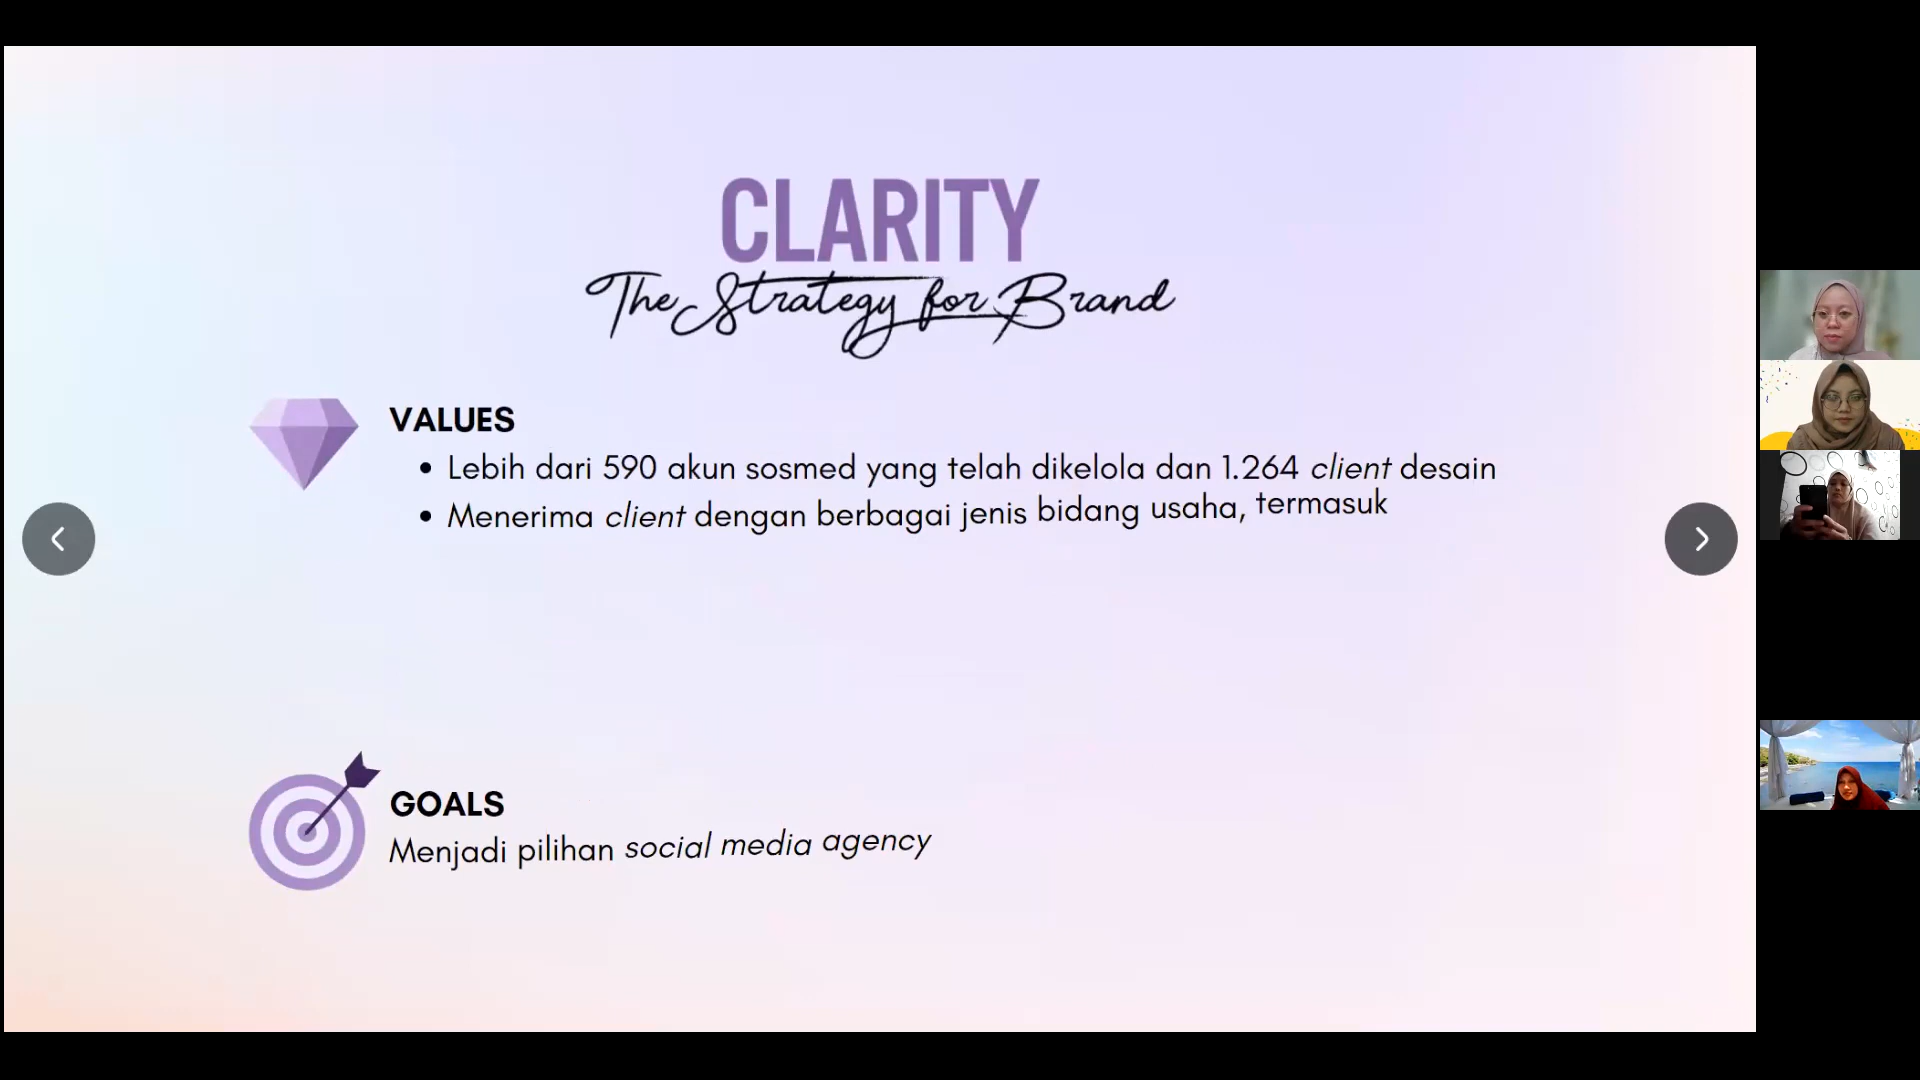 CLARITY
The Strategy for Brand
VALUES
• Lebih dari 590 akun sosmed yang telah dikelola dan 1.264 client desain
• Menerima client dengan berbagai jenis bidang usaha, termasuk
GOALS
Menjadi pilihan social media agency